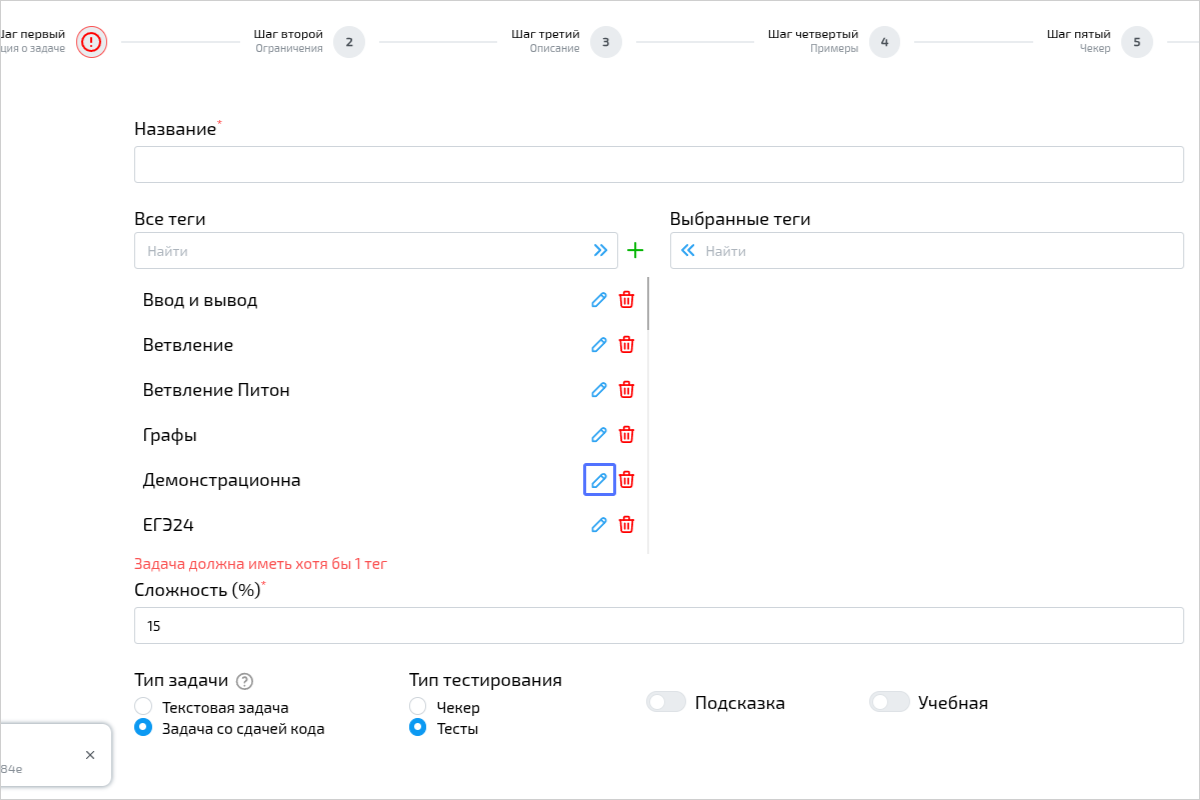 Шаг второй
Ограничения
2
Шаг третий
Описание
3
Шаг четвертый
Примеры
4
Шаг пятый
Чекер
5
первый
о задаче
Название*
Все теги
Выбранные теги
Найти
Найти
Ввод и вывод
Ветвление
Ветвление Питон
Графы
Демонстрационна
ЕГЭ24
Задача должна иметь хотя бы 1 тег
Сложность (%)*
15
Тип задачи ?
Тип тестирования
Текстовая задача
Чекер
Подсказка
Учебная
Задача со сдачей кода
Тесты
84e